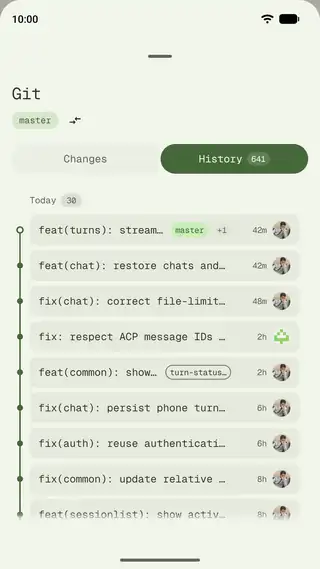 10:00
Git
master
Changes
History 641
Today 30
feat(turns): stream… master +1 42m
feat(chat): restore chats and… 42m
fix(chat): correct file-limit… 48m
fix: respect ACP message IDs … 2h
feat(common): show… turn-status… 2h
fix(chat): persist phone turn… 6h
fix(auth): reuse authenticati… 6h
fix(common): update relative … 8h
feat(sessionlist): show activ… 8h